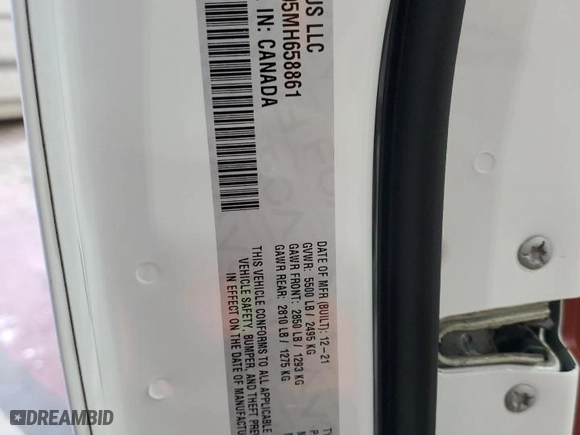 US LLC
5MH658861
IN: CANADA
DATE OF MFR (BUILT): 12-21
GVWR: 5500 LB / 2495 KG
GAWR FRONT: 2850 LB / 1293 KG
GAWR REAR: 2810 LB / 1275 KG
THIS VEHICLE CONFORMS TO ALL APPLICABLE
VEHICLE SAFETY, BUMPER, AND THEFT PRE
IN EFFECT ON THE DATE OF MANUFACTU
DREAMBID